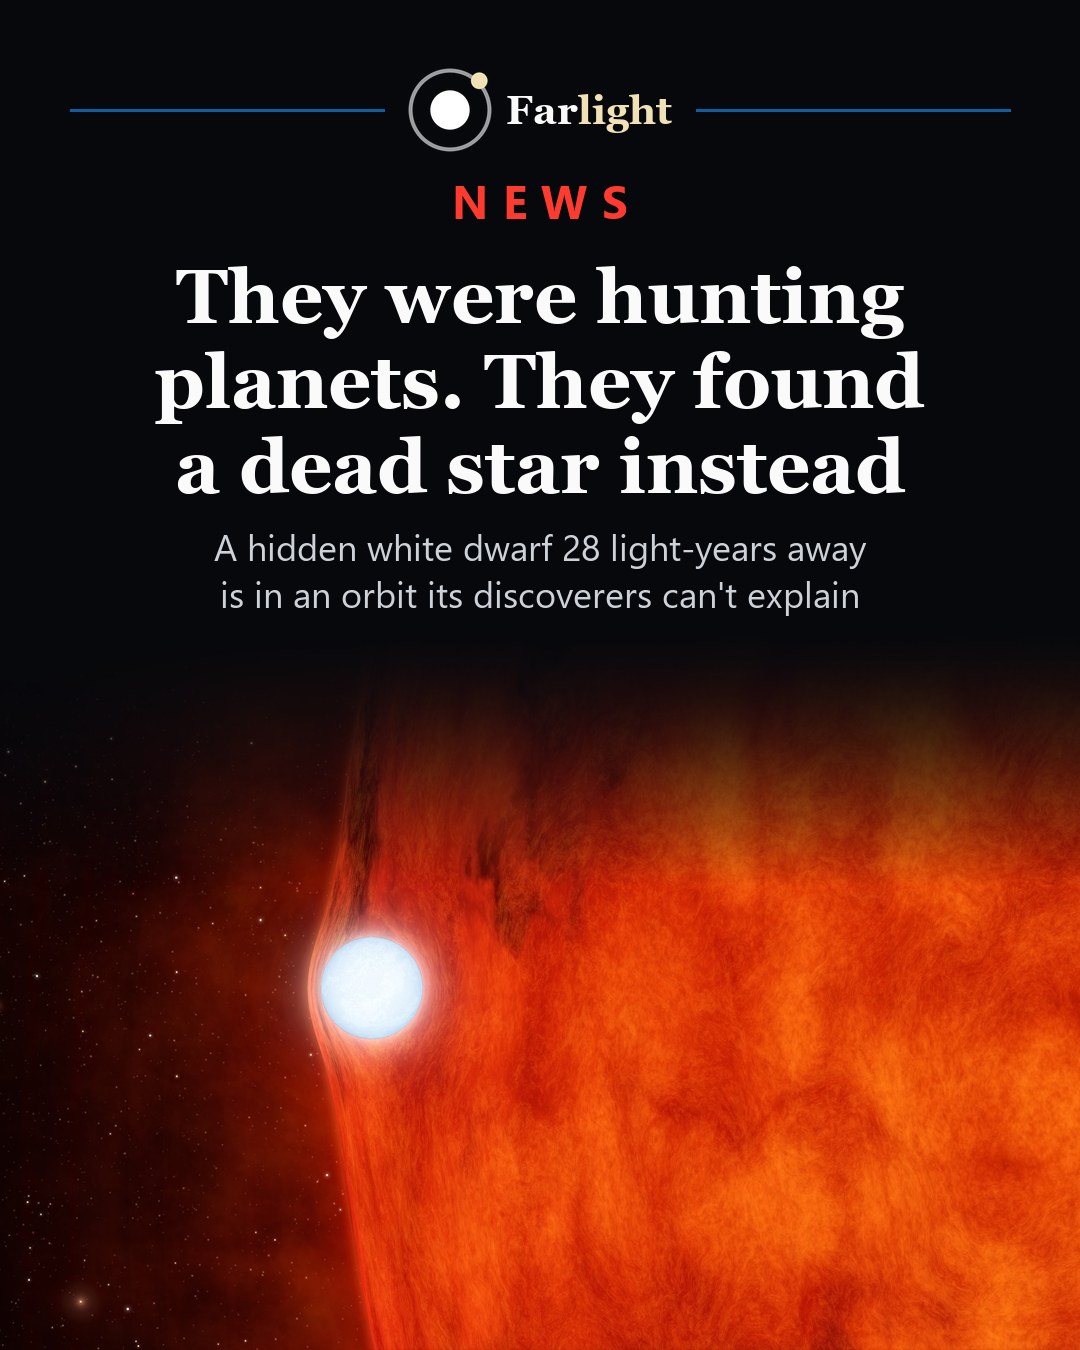 Farlight
NEWS
They were hunting
planets. They found
a dead star instead
A hidden white dwarf 28 light-years away
is in an orbit its discoverers can't explain